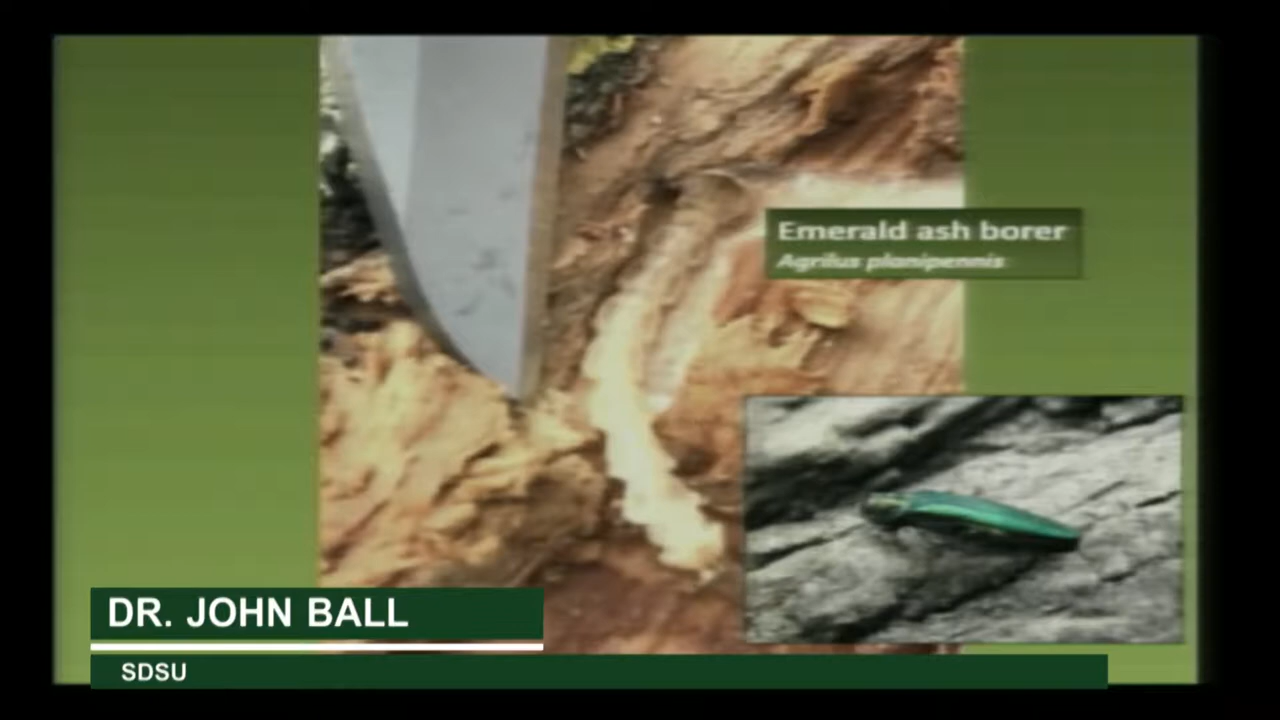 Emerald ash borer
Agrilus planipennis
DR. JOHN BALL
SDSU